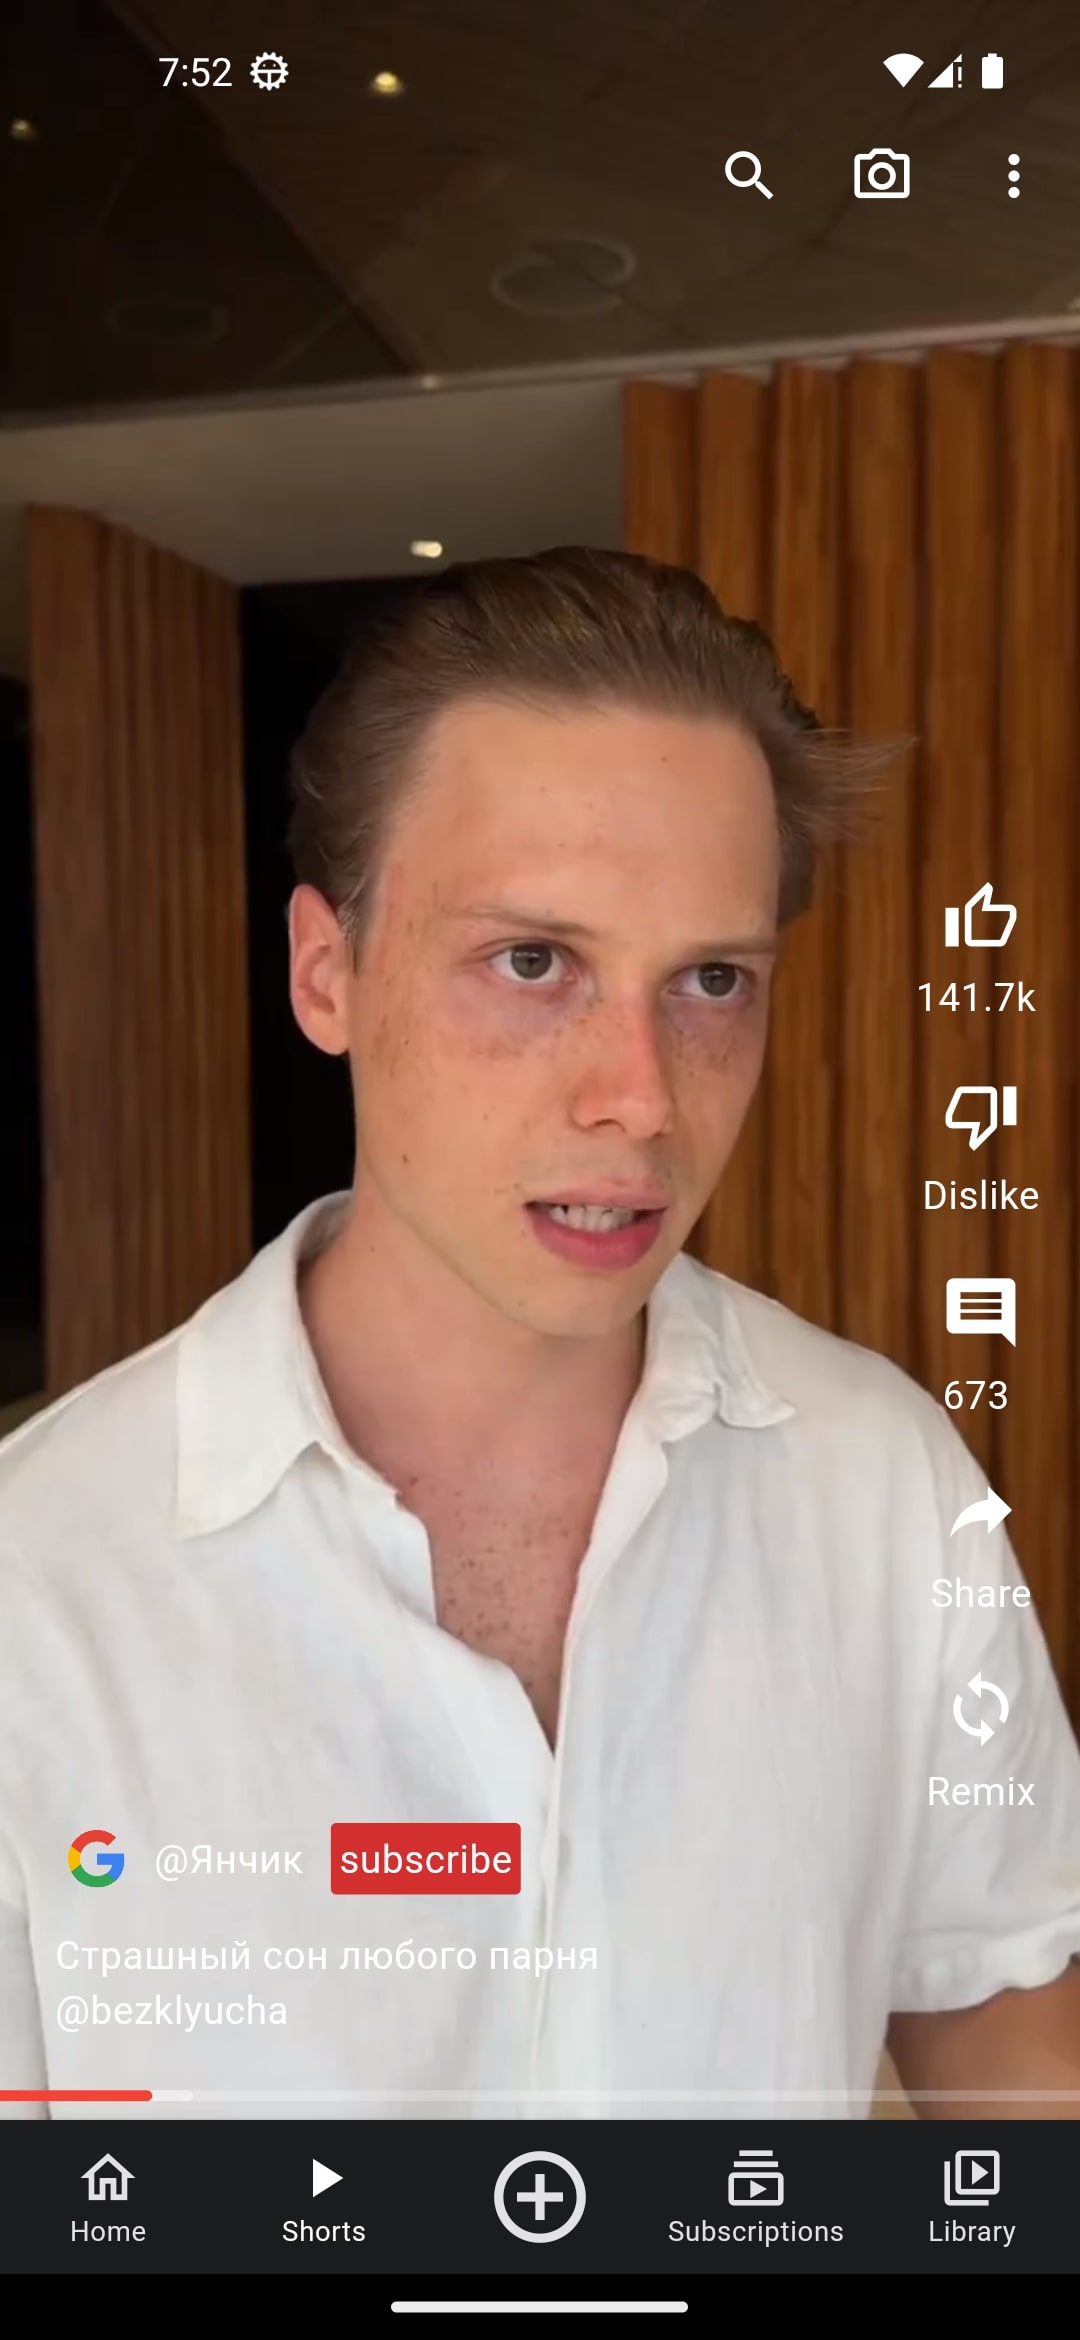 7:52
141.7k
Dislike
673
Share
Remix
@Янчик subscribe
Страшный сон любого парня
@bezklyucha
Home Shorts Subscriptions Library